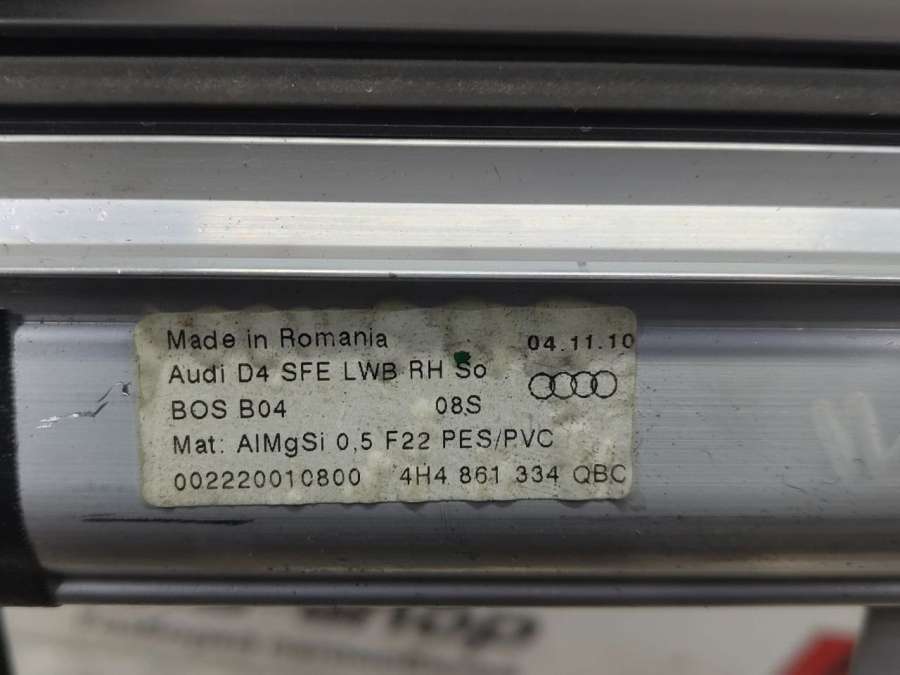 Made in Romania 04.11.10
Audi D4 SFE LWB RH So
BOS B04 08S
Mat: AlMgSi 0,5 F22 PES/PVC
002220010800 4H4 861 334 QBC